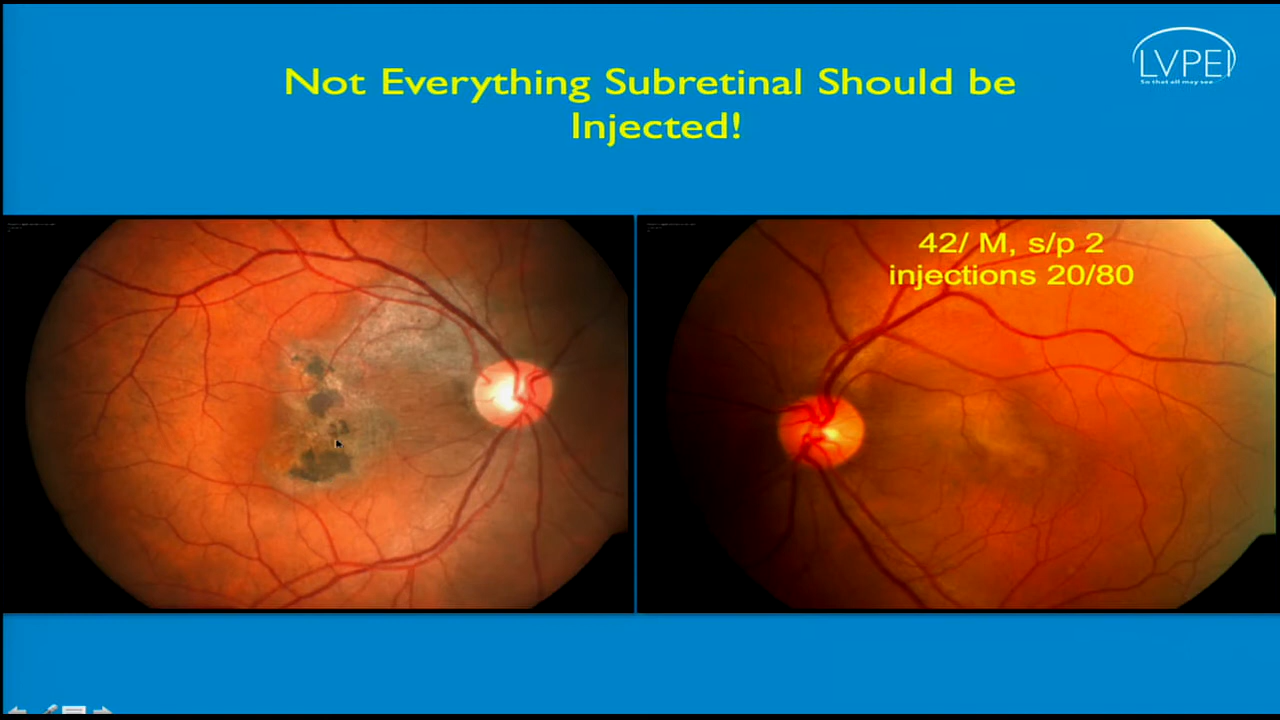 Not Everything Subretinal Should be
Injected!
LVPEI
So that all may see
42/ M, s/p 2
injections 20/80